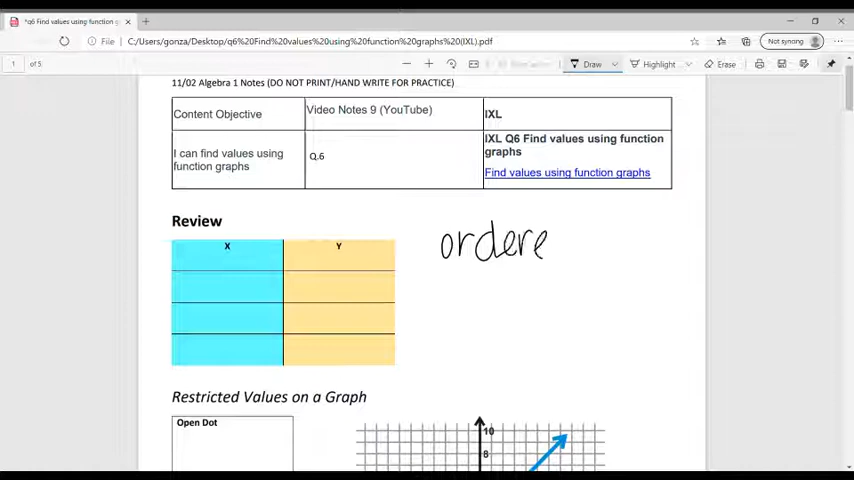 *q6 Find values using function g
File
C:/Users/gonza/Desktop/q6%20Find%20values%20using%20function%20graphs%20(IXL).pdf
Not syncing
1 of 5
Draw
Highlight
Erase
11/02 Algebra 1 Notes (DO NOT PRINT/HAND WRITE FOR PRACTICE)
Content Objective
Video Notes 9 (YouTube)
IXL
I can find values using
function graphs
Q.6
IXL Q6 Find values using function
graphs
Find values using function graphs
Review
X
Y
ordere
Restricted Values on a Graph
Open Dot
10
8